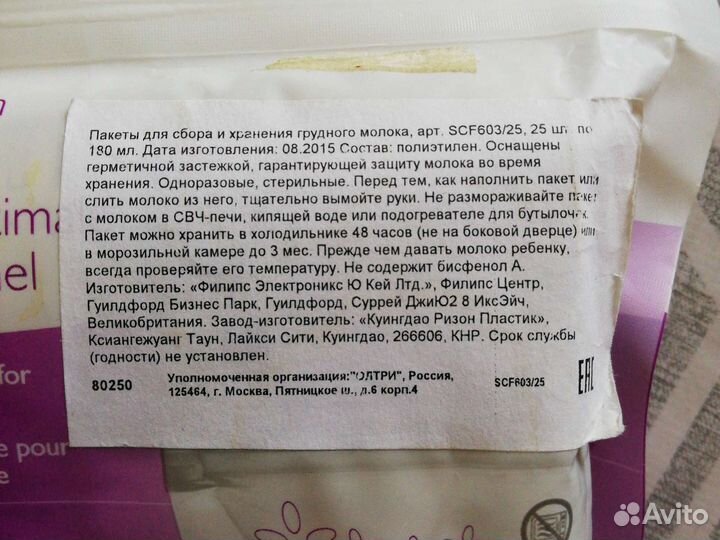 n
Пакеты для сбора и хранения грудного молока, арт. SCF603/25, 25 шт. по
180 мл. Дата изготовления: 08.2015 Состав: полиэтилен. Оснащены
герметичной застежкой, гарантирующей защиту молока во время
хранения. Одноразовые, стерильные. Перед тем, как наполнить пакет или
слить молоко из него, тщательно вымойте руки. Не размораживайте пакет
с молоком в СВЧ-печи, кипящей воде или подогревателе для бутылочек.
Пакет можно хранить в холодильнике 48 часов (не на боковой дверце) или
в морозильной камере до 3 мес. Прежде чем давать молоко ребенку,
всегда проверяйте его температуру. Не содержит бисфенол А.
Изготовитель: «Филипс Электроникс Ю Кей Лтд.», Филипс Центр,
Гуилдфорд Бизнес Парк, Гуилдфорд, Суррей ДжиЮ2 8 ИксЭйч,
Великобритания. Завод-изготовитель: «Куингдао Ризон Пластик»,
Ксиангежуанг Таун, Лайкси Сити, Куингдао, 266606, КНР. Срок службы
(годности) не установлен.
80250
Уполномоченная организация:"ОЛТРИ", Россия,
125464, г. Москва, Пятницкое ш., д.6 корп.4
SCF603/25
EAC
tima
nel
for
e pour
e
Avito